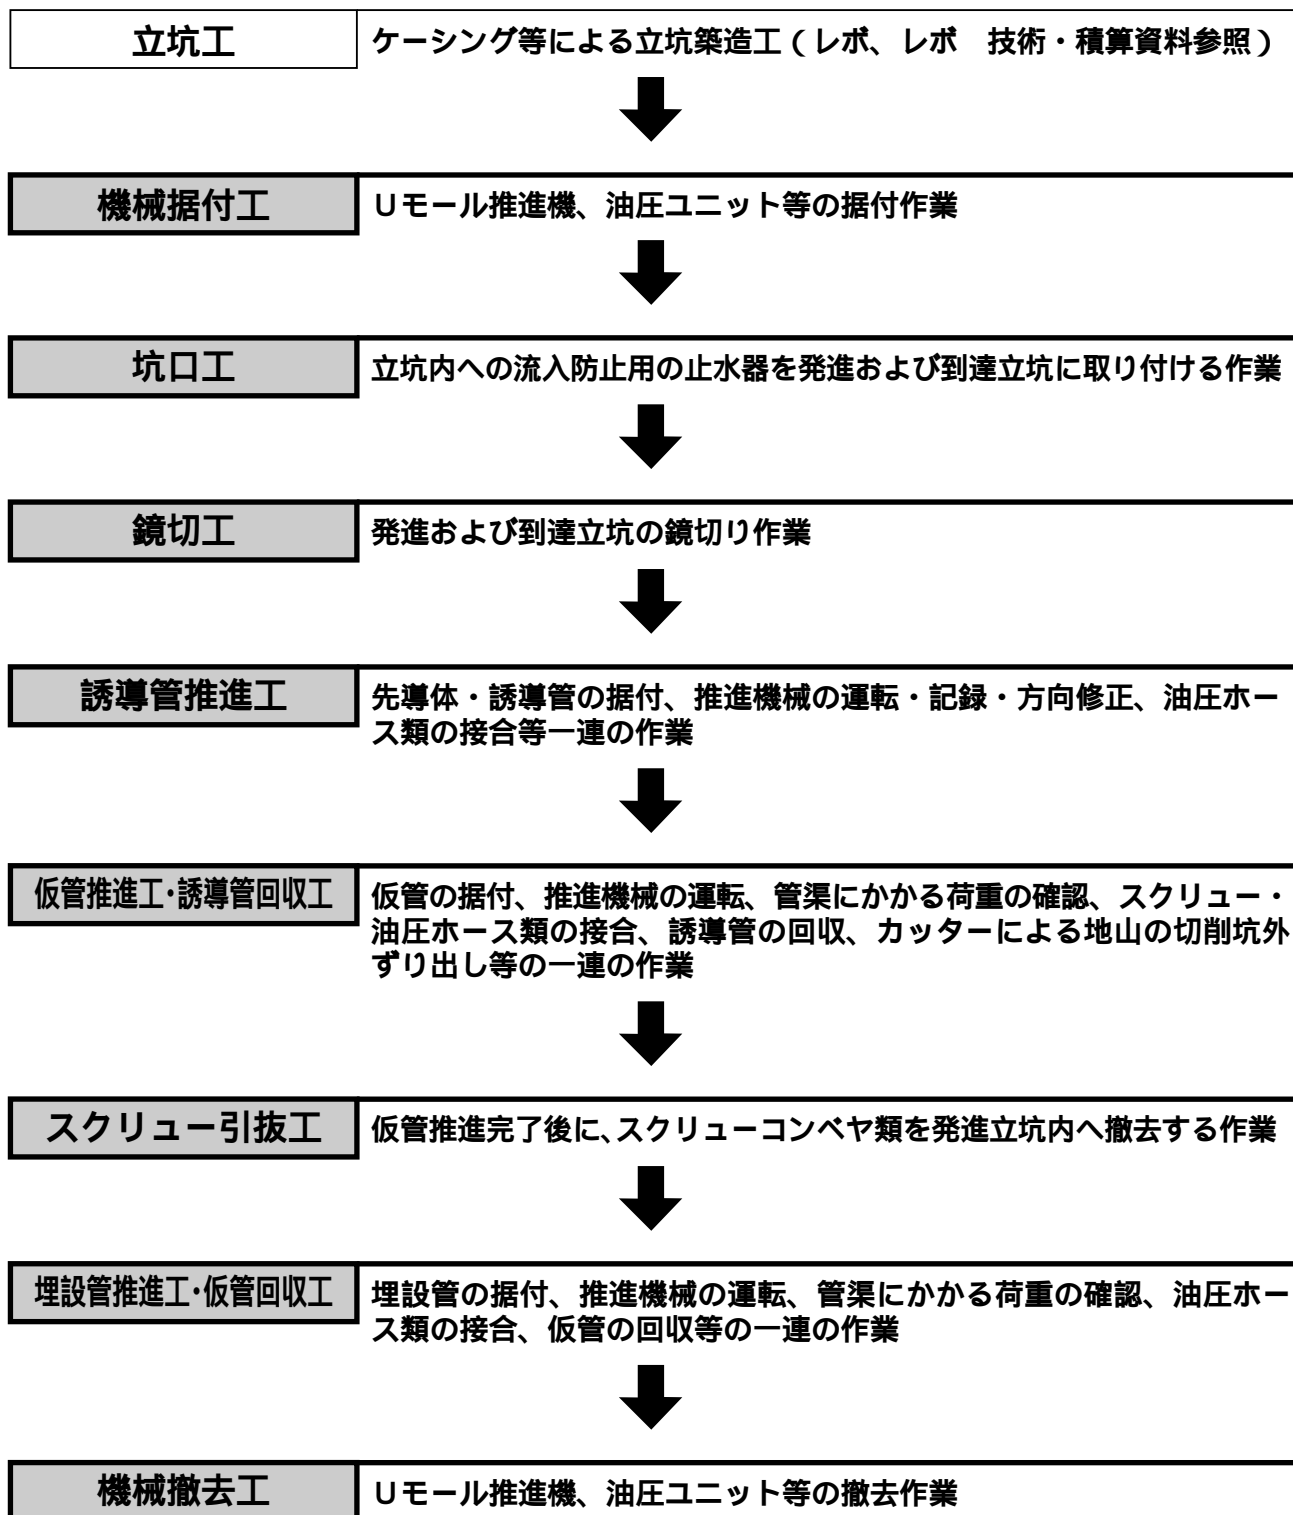 立坑工
ケーシング等による立坑築造工(レボ、レボ　技術・積算資料参照)
機械据付工
Uモール推進機、油圧ユニット等の据付作業
坑口工
立坑内への流入防止用の止水器を発進および到達立坑に取り付ける作業
鏡切工
発進および到達立坑の鏡切り作業
誘導管推進工
先導体・誘導管の据付、推進機械の運転・記録・方向修正、油圧ホー
ス類の接合等一連の作業
仮管推進工・誘導管回収工
仮管の据付、推進機械の運転、管渠にかかる荷重の確認、スクリュー・
油圧ホース類の接合、誘導管の回収、カッターによる地山の切削坑外
ずり出し等の一連の作業
スクリュー引抜工
仮管推進完了後に、スクリューコンベヤ類を発進立坑内へ撤去する作業
埋設管推進工・仮管回収工
埋設管の据付、推進機械の運転、管渠にかかる荷重の確認、油圧ホー
ス類の接合、仮管の回収等の一連の作業
機械撤去工
Uモール推進機、油圧ユニット等の撤去作業